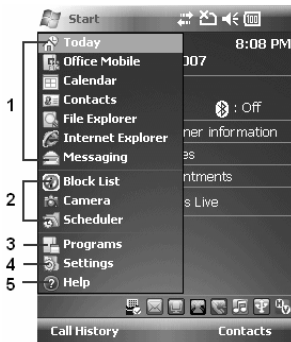 Start
Today 8:08 PM
Office Mobile 007
Calendar
1 Contacts : Off
File Explorer
Internet Explorer ner information
Messaging es
Block List ntments
2 Camera s Live
Scheduler
3 Programs
4 Settings
5 Help
Call History Contacts